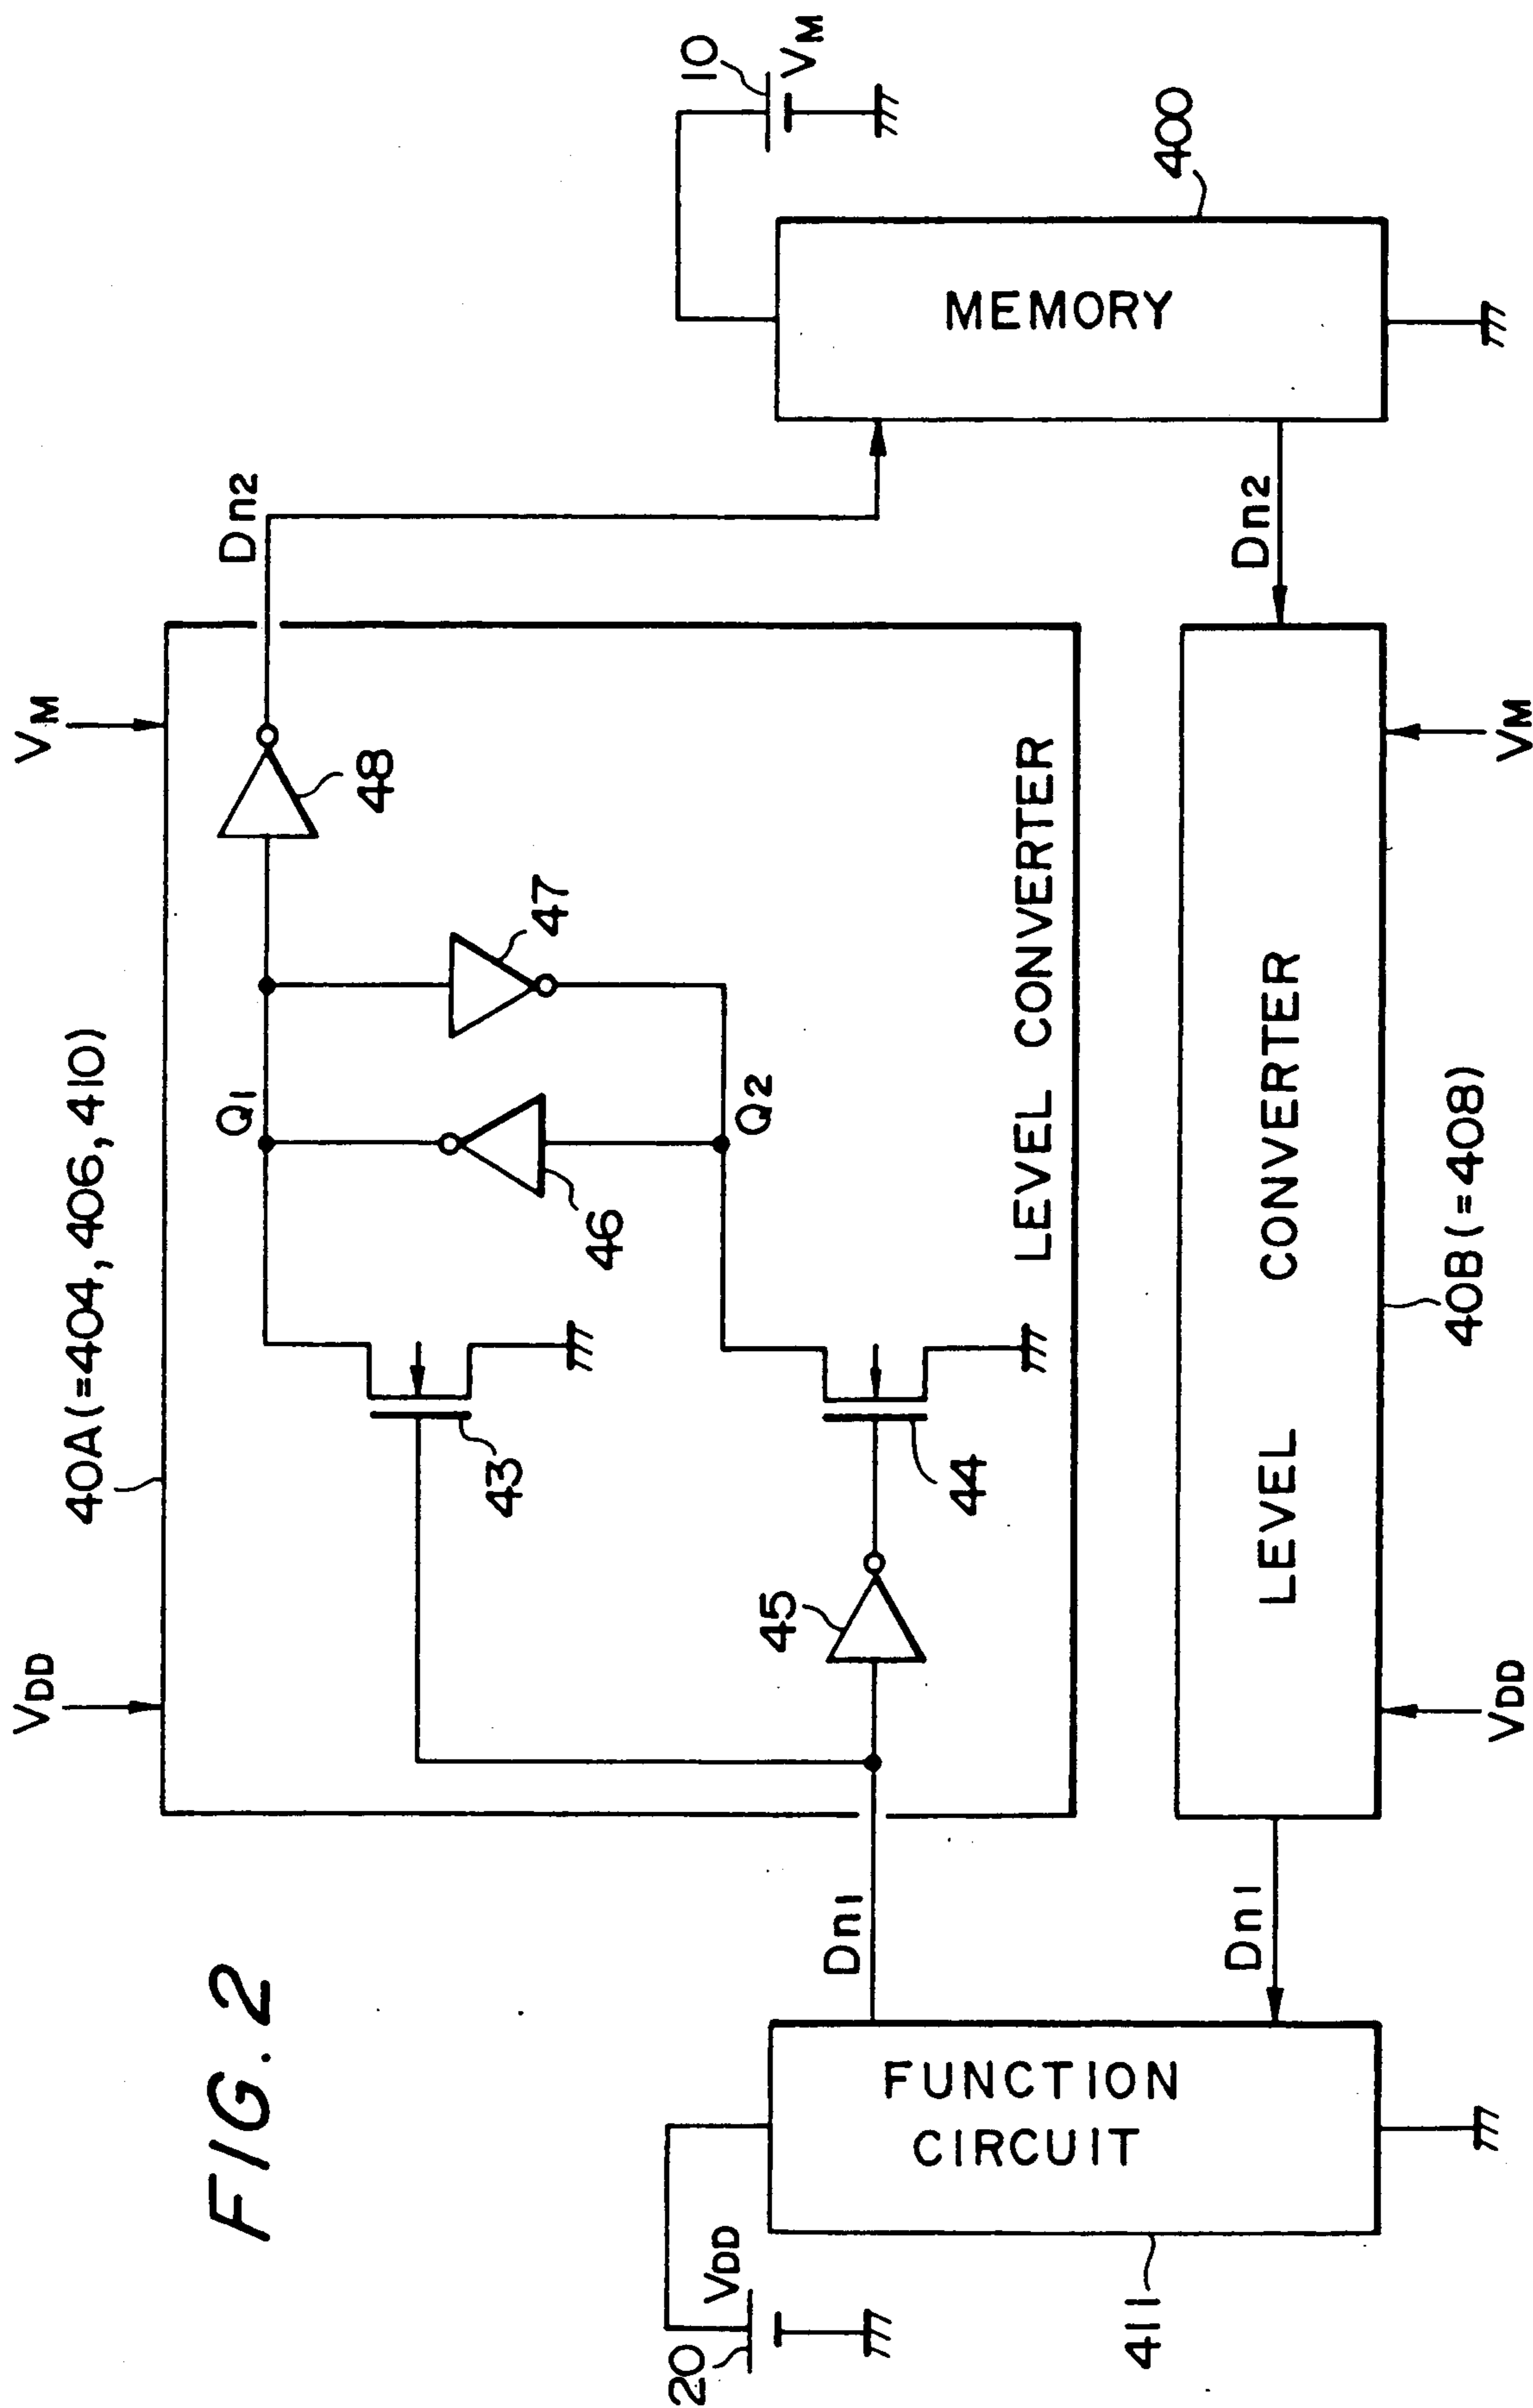 FIG. 2
VDD
VM
40A(=404,406,410)
Q1
Dn2
48
47
46
Q2
43
44
45
LEVEL CONVERTER
Dn1
20
VDD
FUNCTION
CIRCUIT
411
10
VM
MEMORY
400
Dn1
Dn2
LEVEL CONVERTER
VDD
VM
40B(=408)